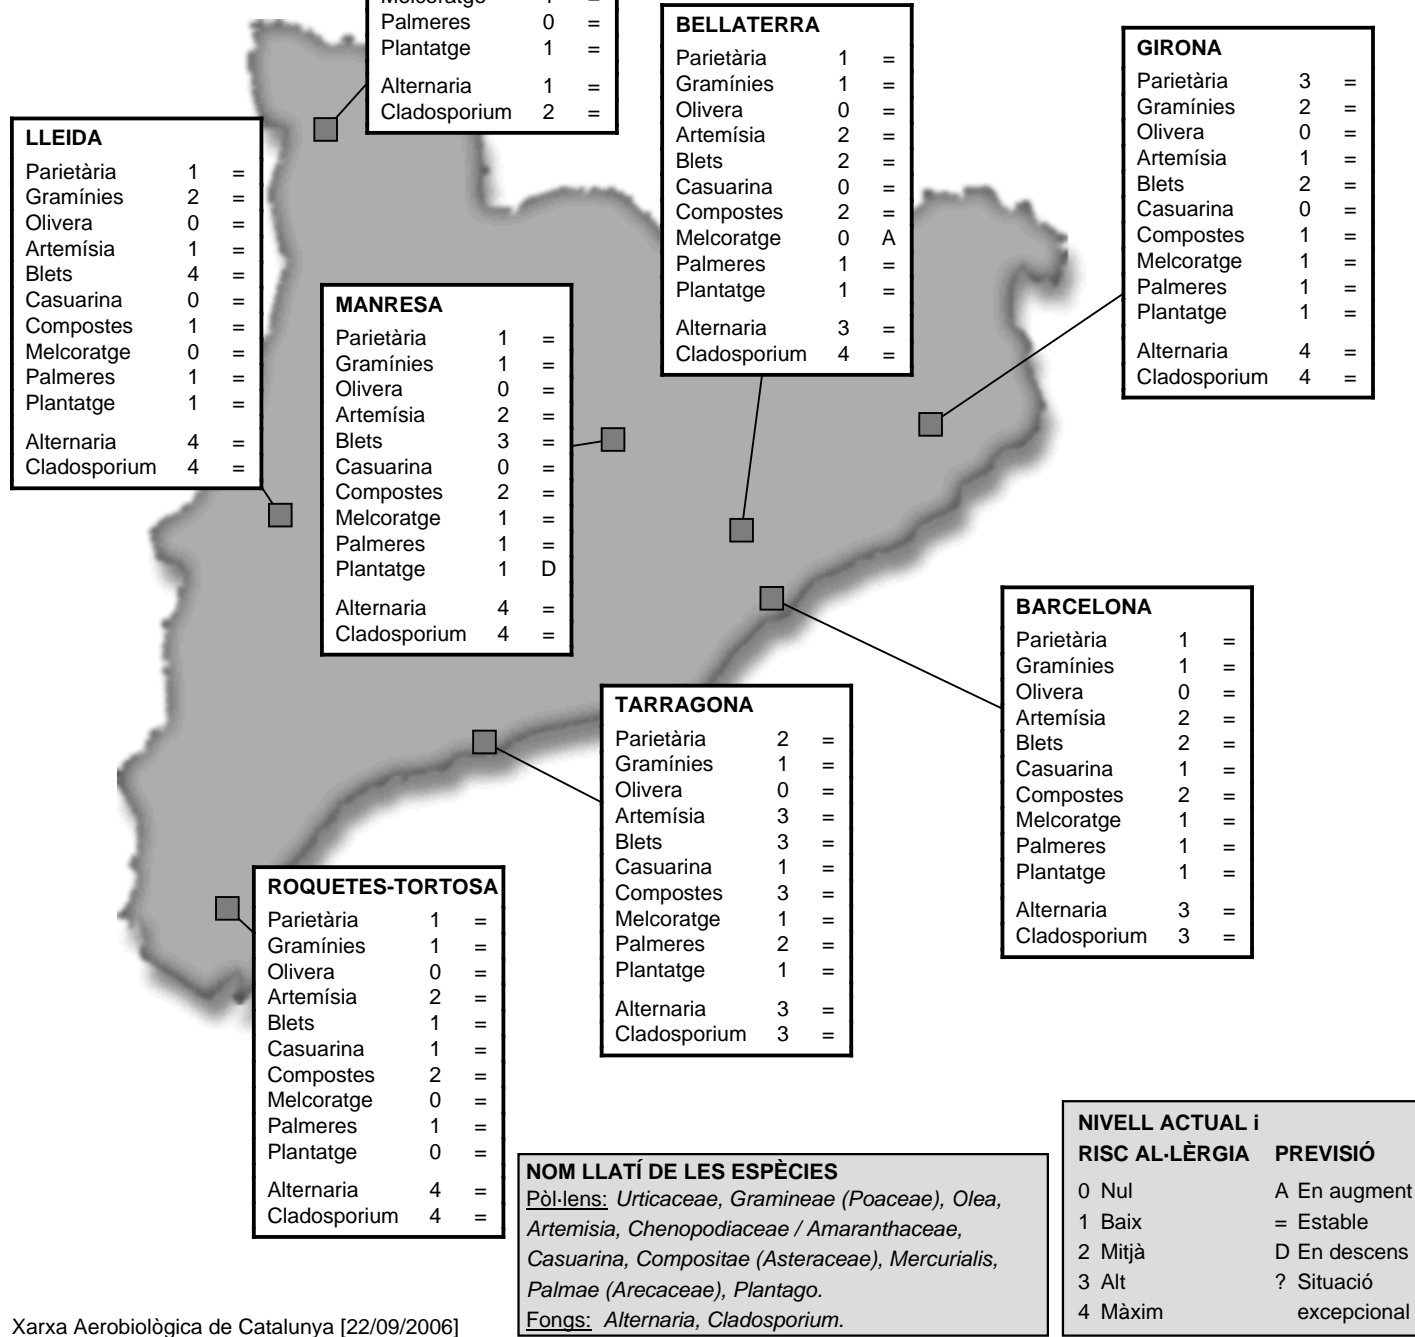 Palmeres 0 =
Plantatge 1 =
Alternaria 1 =
Cladosporium 2 =
BELLATERRA
Parietària 1 =
Gramínies 1 =
Olivera 0 =
Artemísia 2 =
Blets 2 =
Casuarina 0 =
Compostes 2 =
Melcoratge 0 A
Palmeres 1 =
Plantatge 1 =
Alternaria 3 =
Cladosporium 4 =
GIRONA
Parietària 3 =
Gramínies 2 =
Olivera 0 =
Artemísia 1 =
Blets 2 =
Casuarina 0 =
Compostes 1 =
Melcoratge 1 =
Palmeres 1 =
Plantatge 1 =
Alternaria 4 =
Cladosporium 4 =
LLEIDA
Parietària 1 =
Gramínies 2 =
Olivera 0 =
Artemísia 1 =
Blets 4 =
Casuarina 0 =
Compostes 1 =
Melcoratge 0 =
Palmeres 1 =
Plantatge 1 =
Alternaria 4 =
Cladosporium 4 =
MANRESA
Parietària 1 =
Gramínies 1 =
Olivera 0 =
Artemísia 2 =
Blets 3 =
Casuarina 0 =
Compostes 2 =
Melcoratge 1 =
Palmeres 1 =
Plantatge 1 D
Alternaria 4 =
Cladosporium 4 =
BARCELONA
Parietària 1 =
Gramínies 1 =
Olivera 0 =
Artemísia 2 =
Blets 2 =
Casuarina 1 =
Compostes 2 =
Melcoratge 1 =
Palmeres 1 =
Plantatge 1 =
Alternaria 3 =
Cladosporium 3 =
TARRAGONA
Parietària 2 =
Gramínies 1 =
Olivera 0 =
Artemísia 3 =
Blets 3 =
Casuarina 1 =
Compostes 3 =
Melcoratge 1 =
Palmeres 2 =
Plantatge 1 =
Alternaria 3 =
Cladosporium 3 =
ROQUETES-TORTOSA
Parietària 1 =
Gramínies 1 =
Olivera 0 =
Artemísia 2 =
Blets 1 =
Casuarina 1 =
Compostes 2 =
Melcoratge 0 =
Palmeres 1 =
Plantatge 0 =
Alternaria 4 =
Cladosporium 4 =
NOM LLATÍ DE LES ESPÈCIES
Pòl·lens: Urticaceae, Gramineae (Poaceae), Olea,
Artemisia, Chenopodiaceae / Amaranthaceae,
Casuarina, Compositae (Asteraceae), Mercurialis,
Palmae (Arecaceae), Plantago.
Fongs: Alternaria, Cladosporium.
NIVELL ACTUAL i
RISC AL·LÈRGIA PREVISIÓ
0 Nul A En augment
1 Baix = Estable
2 Mitjà D En descens
3 Alt ? Situació
4 Màxim excepcional
Xarxa Aerobiològica de Catalunya [22/09/2006]